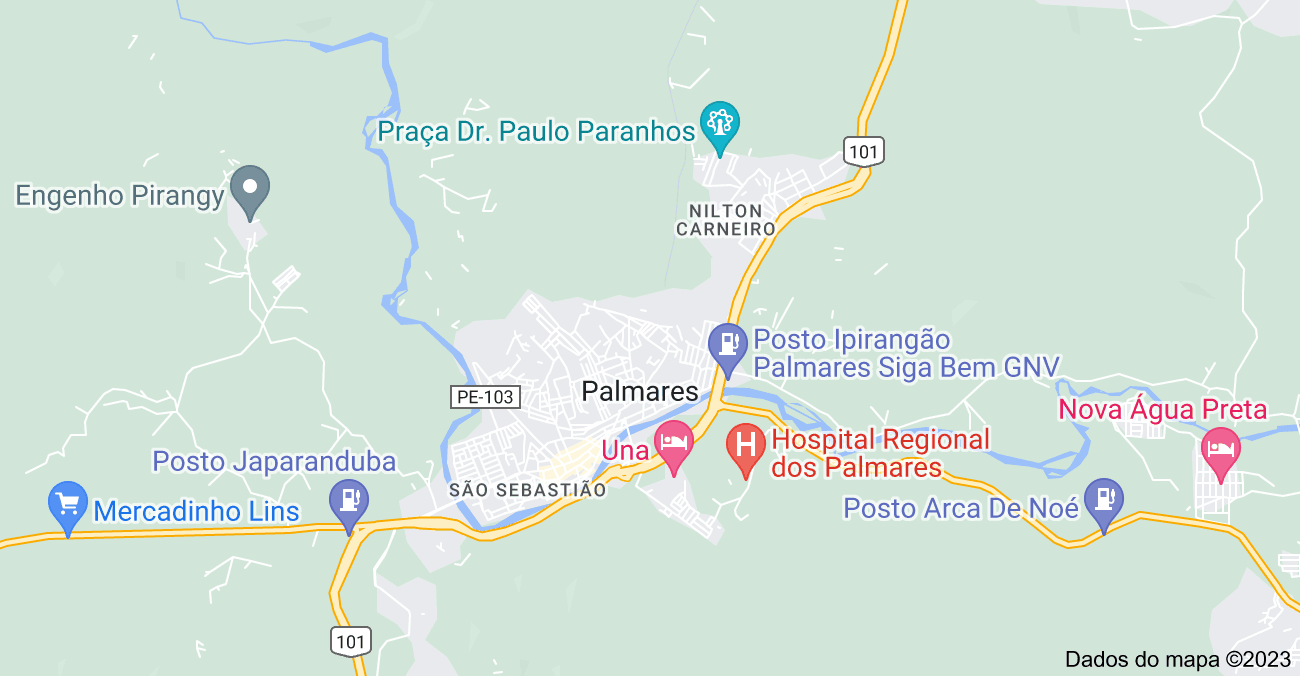 Praça Dr. Paulo Paranhos
101
Engenho Pirangy
NILTON
CARNEIRO
Posto Ipirangão
Palmares Siga Bem GNV
PE-103
Palmares
Nova Água Preta
Una
Hospital Regional
dos Palmares
Posto Japaranduba
SÃO SEBASTIÃO
Mercadinho Lins
Posto Arca De Noé
101
Dados do mapa ©2023